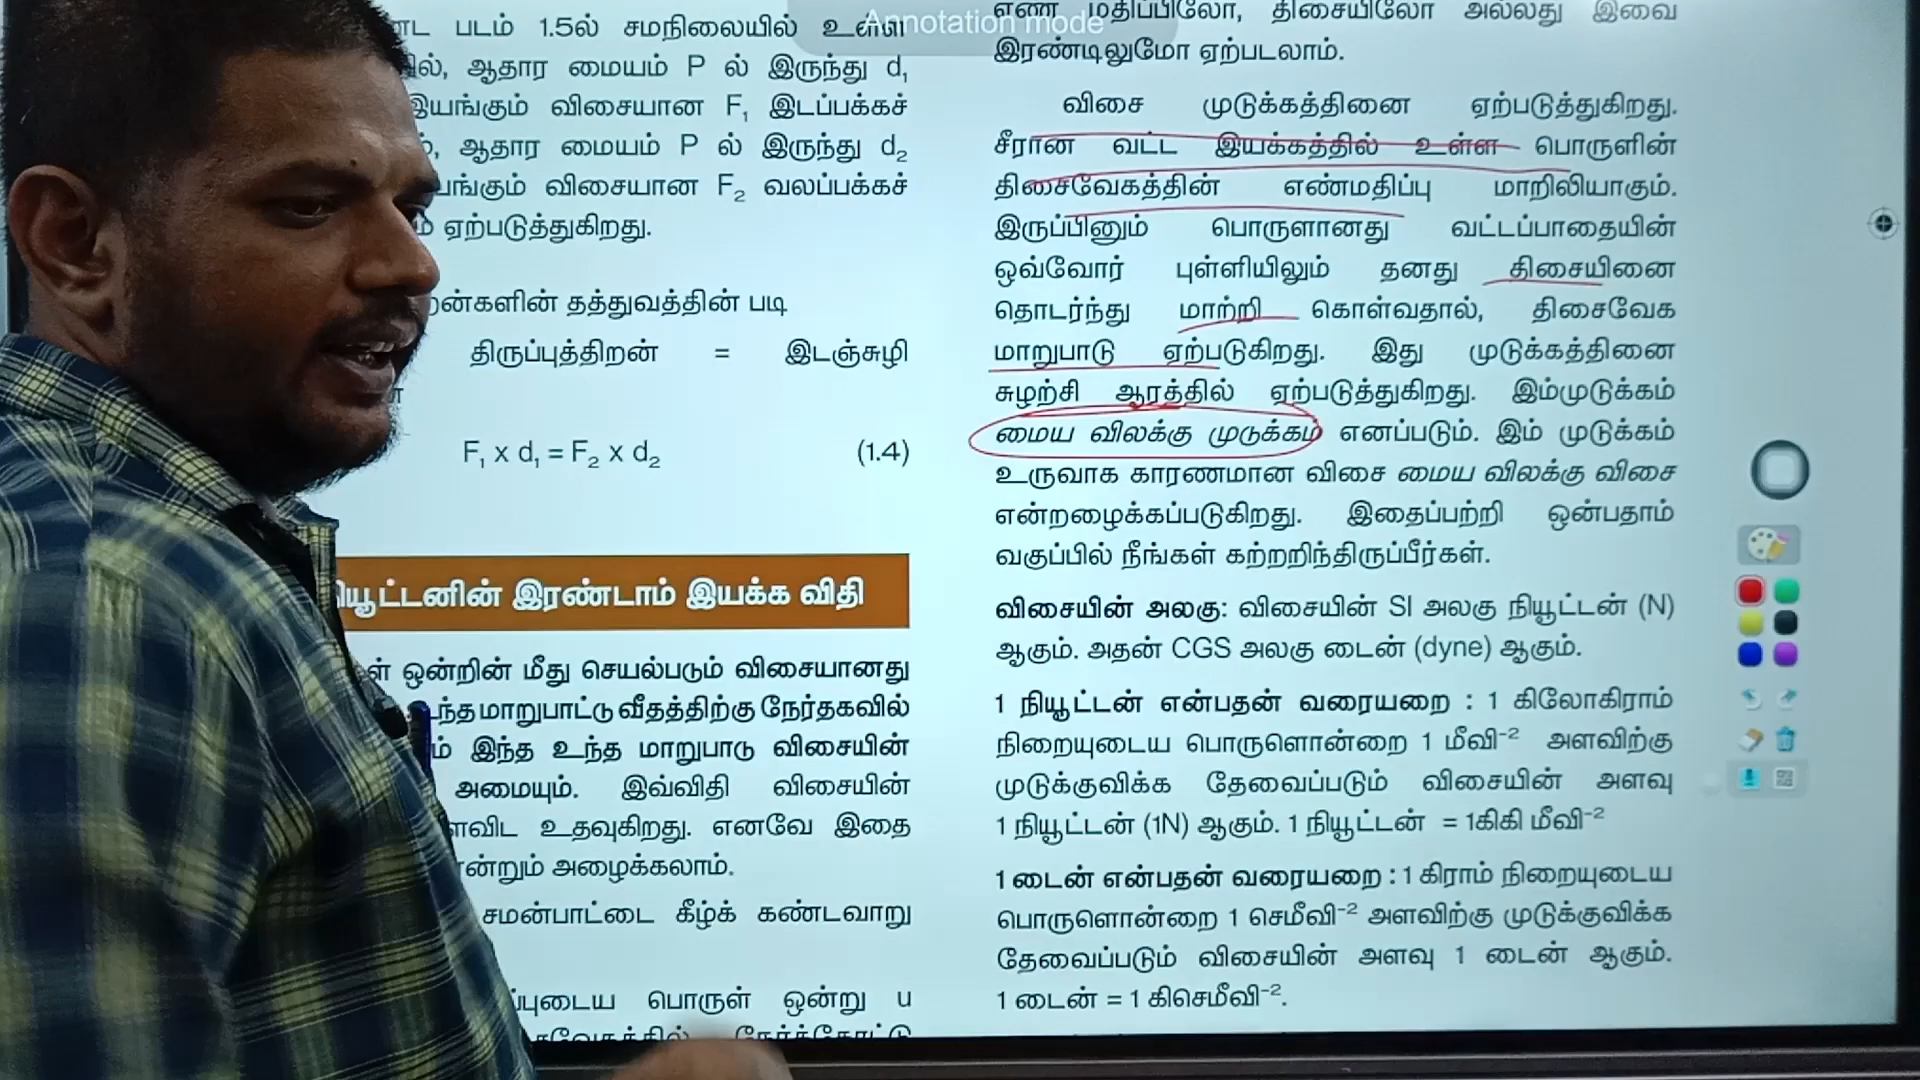 Annotation mode
படம் 1.5ல் சமநிலையில் உள்ள
ஆதார மையம் P ல் இருந்து d₁
இயங்கும் விசையான F₁ இடப்பக்கச்
ஆதார மையம் P ல் இருந்து d₂
விசையான F₂ வலப்பக்கச்
ஏற்படுத்துகிறது.
தத்துவத்தின் படி
திருப்புத்திறன் = இடஞ்சுழி
F₁ x d₁ = F₂ x d₂ (1.4)
இரண்டாம் இயக்க விதி
ஒன்றின் மீது செயல்படும் விசையானது
மாறுபாட்டு வீதத்திற்கு நேர்தகவில்
இந்த உந்த மாறுபாடு விசையின்
அமையும். இவ்விதி விசையின்
உதவுகிறது. எனவே இதை
அழைக்கலாம்.
சமன்பாட்டை கீழ்க் கண்டவாறு
பொருள் ஒன்று u
எண் மதிப்பிலோ, திசையிலோ அல்லது இவை
இரண்டிலுமோ ஏற்படலாம்.
விசை முடுக்கத்தினை ஏற்படுத்துகிறது.
சீரான வட்ட இயக்கத்தில் உள்ள பொருளின்
திசைவேகத்தின் எண்மதிப்பு மாறிலியாகும்.
இருப்பினும் பொருளானது வட்டப்பாதையின்
ஒவ்வோர் புள்ளியிலும் தனது திசையினை
தொடர்ந்து மாற்றி கொள்வதால், திசைவேக
மாறுபாடு ஏற்படுகிறது. இது முடுக்கத்தினை
சுழற்சி ஆரத்தில் ஏற்படுத்துகிறது. இம்முடுக்கம்
மைய விலக்கு முடுக்கம் எனப்படும். இம் முடுக்கம்
உருவாக காரணமான விசை மைய விலக்கு விசை
என்றழைக்கப்படுகிறது. இதைப்பற்றி ஒன்பதாம்
வகுப்பில் நீங்கள் கற்றறிந்திருப்பீர்கள்.
விசையின் அலகு: விசையின் SI அலகு நியூட்டன் (N)
ஆகும். அதன் CGS அலகு டைன் (dyne) ஆகும்.
1 நியூட்டன் என்பதன் வரையறை : 1 கிலோகிராம்
நிறையுடைய பொருளொன்றை 1 மீவி⁻² அளவிற்கு
முடுக்குவிக்க தேவைப்படும் விசையின் அளவு
1 நியூட்டன் (1N) ஆகும். 1 நியூட்டன் = 1கிகி மீவி⁻²
1 டைன் என்பதன் வரையறை : 1 கிராம் நிறையுடைய
பொருளொன்றை 1 செமீவி⁻² அளவிற்கு முடுக்குவிக்க
தேவைப்படும் விசையின் அளவு 1 டைன் ஆகும்.
1 டைன் = 1 கிசெமீவி⁻².